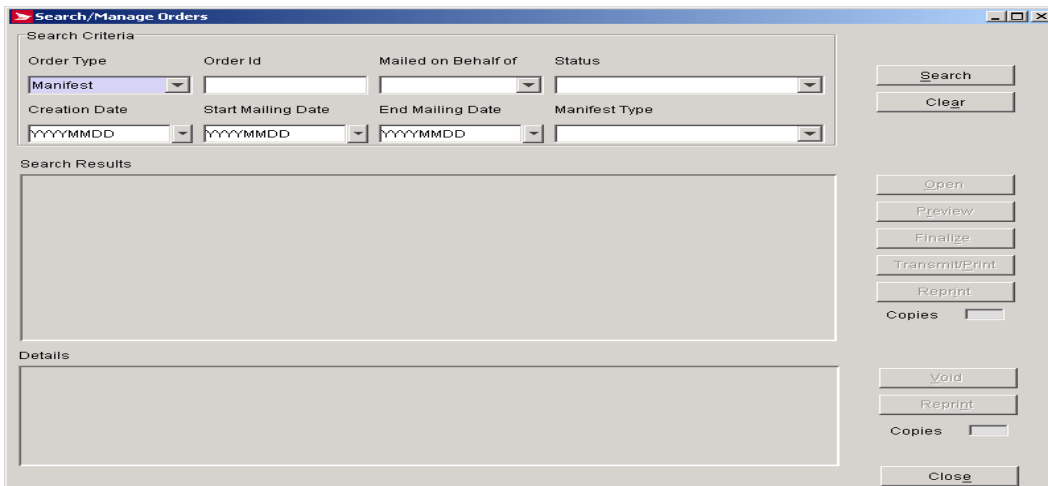 Search/Manage Orders
Search Criteria
Order Type Order Id Mailed on Behalf of Status
Manifest
Search
Creation Date Start Mailing Date End Mailing Date Manifest Type
Clear
YYYYMMDD YYYYMMDD YYYYMMDD
Search Results
Open
Preview
Finalize
Transmit/Print
Reprint
Copies
Details
Void
Reprint
Copies
Close